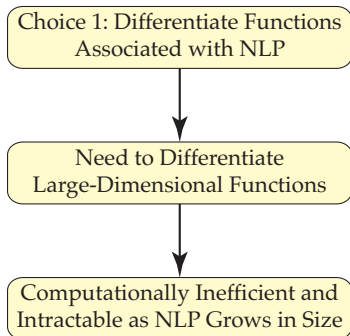 Choice 1: Differentiate Functions
Associated with NLP
Need to Differentiate
Large-Dimensional Functions
Computationally Inefficient and
Intractable as NLP Grows in Size